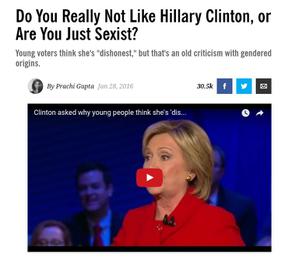 Do You Really Not Like Hillary Clinton, or
Are You Just Sexist?
Young voters think she's "dishonest," but that's an old criticism with gendered
origins.
By Prachi Gupta Jan 28, 2016
30.5k
Clinton asked why young people think she's 'dis...